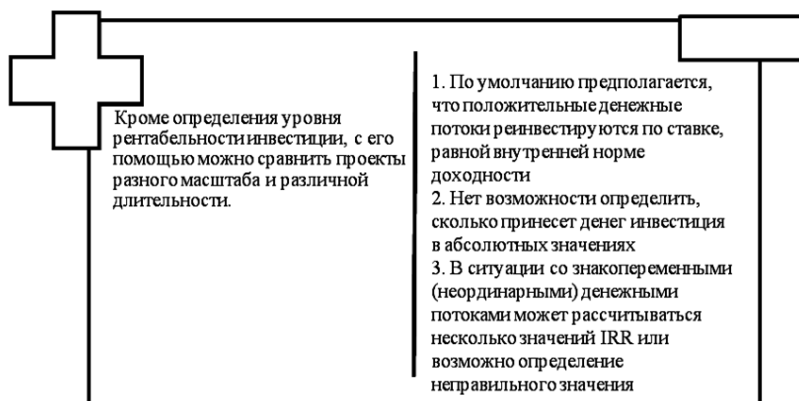 Кроме определения уровня
рентабельности инвестиции, с его
помощью можно сравнить проекты
разного масштаба и различной
длительности.
1. По умолчанию предполагается,
что положительные денежные
потоки реинвестируются по ставке,
равной внутренней норме
доходности
2. Нет возможности определить,
сколько принесет денег инвестиция
в абсолютных значениях
3. В ситуации со знакопеременными
(неординарными) денежными
потоками может рассчитываться
несколько значений IRR или
возможно определение
неправильного значения